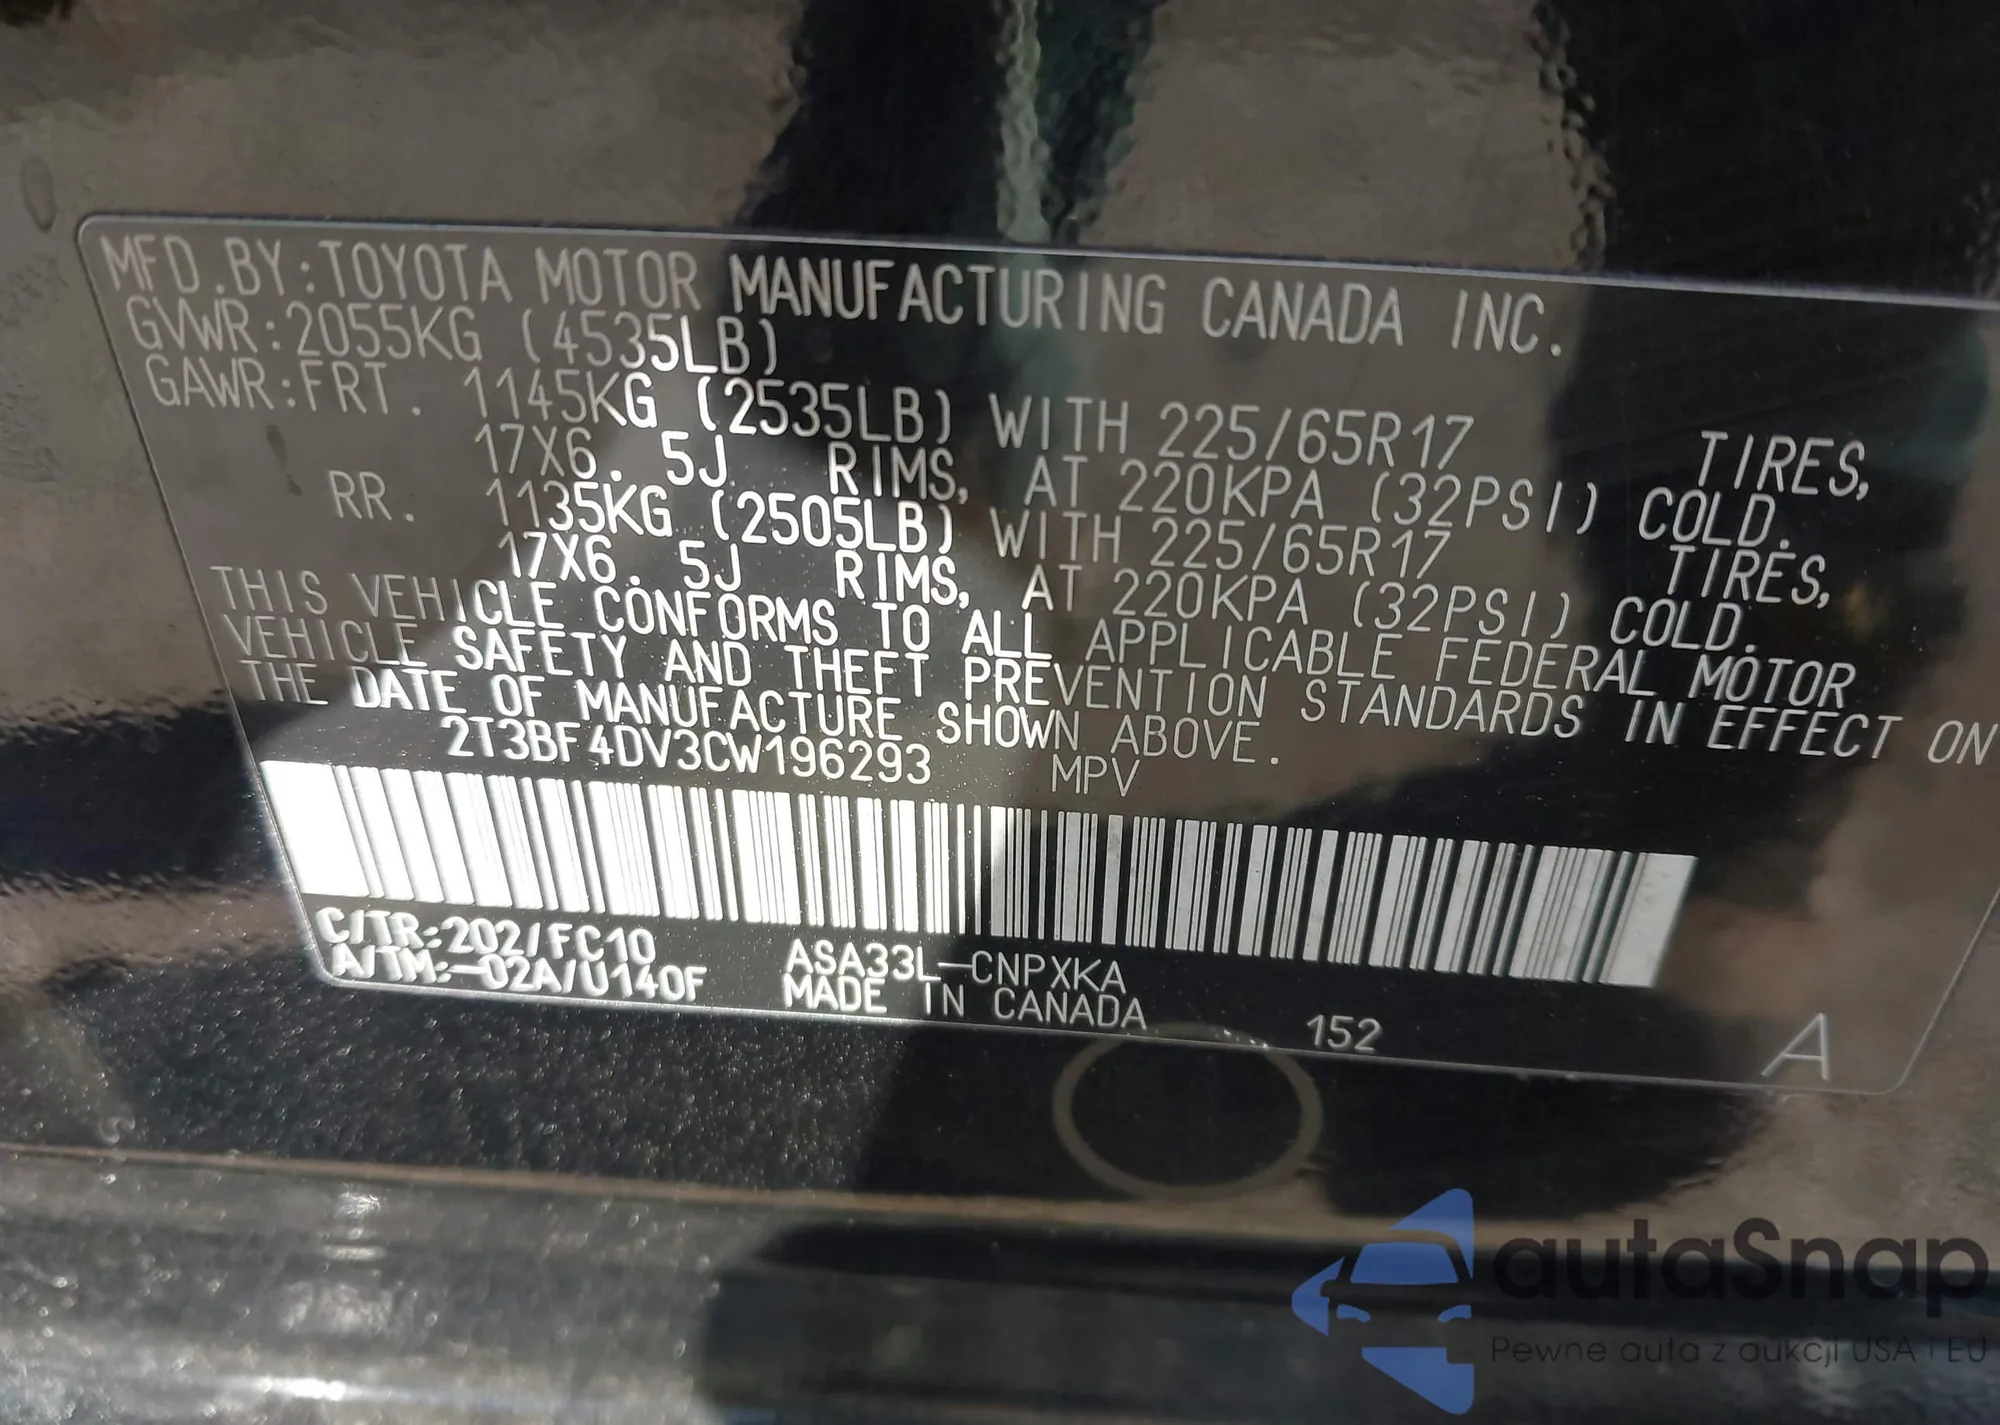 MFD.BY:TOYOTA MOTOR MANUFACTURING CANADA INC.
GVWR:2055KG (4535LB)
GAWR:FRT. 1145KG (2535LB) WITH 225/65R17 TIRES,
17X6.5J RIMS, AT 220KPA (32PSI) COLD.
RR. 1135KG (2505LB) WITH 225/65R17 TIRES,
17X6.5J RIMS, AT 220KPA (32PSI) COLD.
THIS VEHICLE CONFORMS TO ALL APPLICABLE FEDERAL MOTOR
VEHICLE SAFETY AND THEFT PREVENTION STANDARDS IN EFFECT ON
THE DATE OF MANUFACTURE SHOWN ABOVE.
2T3BF4DV3CW196293 MPV
C/TR:202/FC10 ASA33L-CNPXKA
A/TM:-02A/U140F MADE IN CANADA
152 A
autaSnap
Pewne auta z aukcji USA i EU